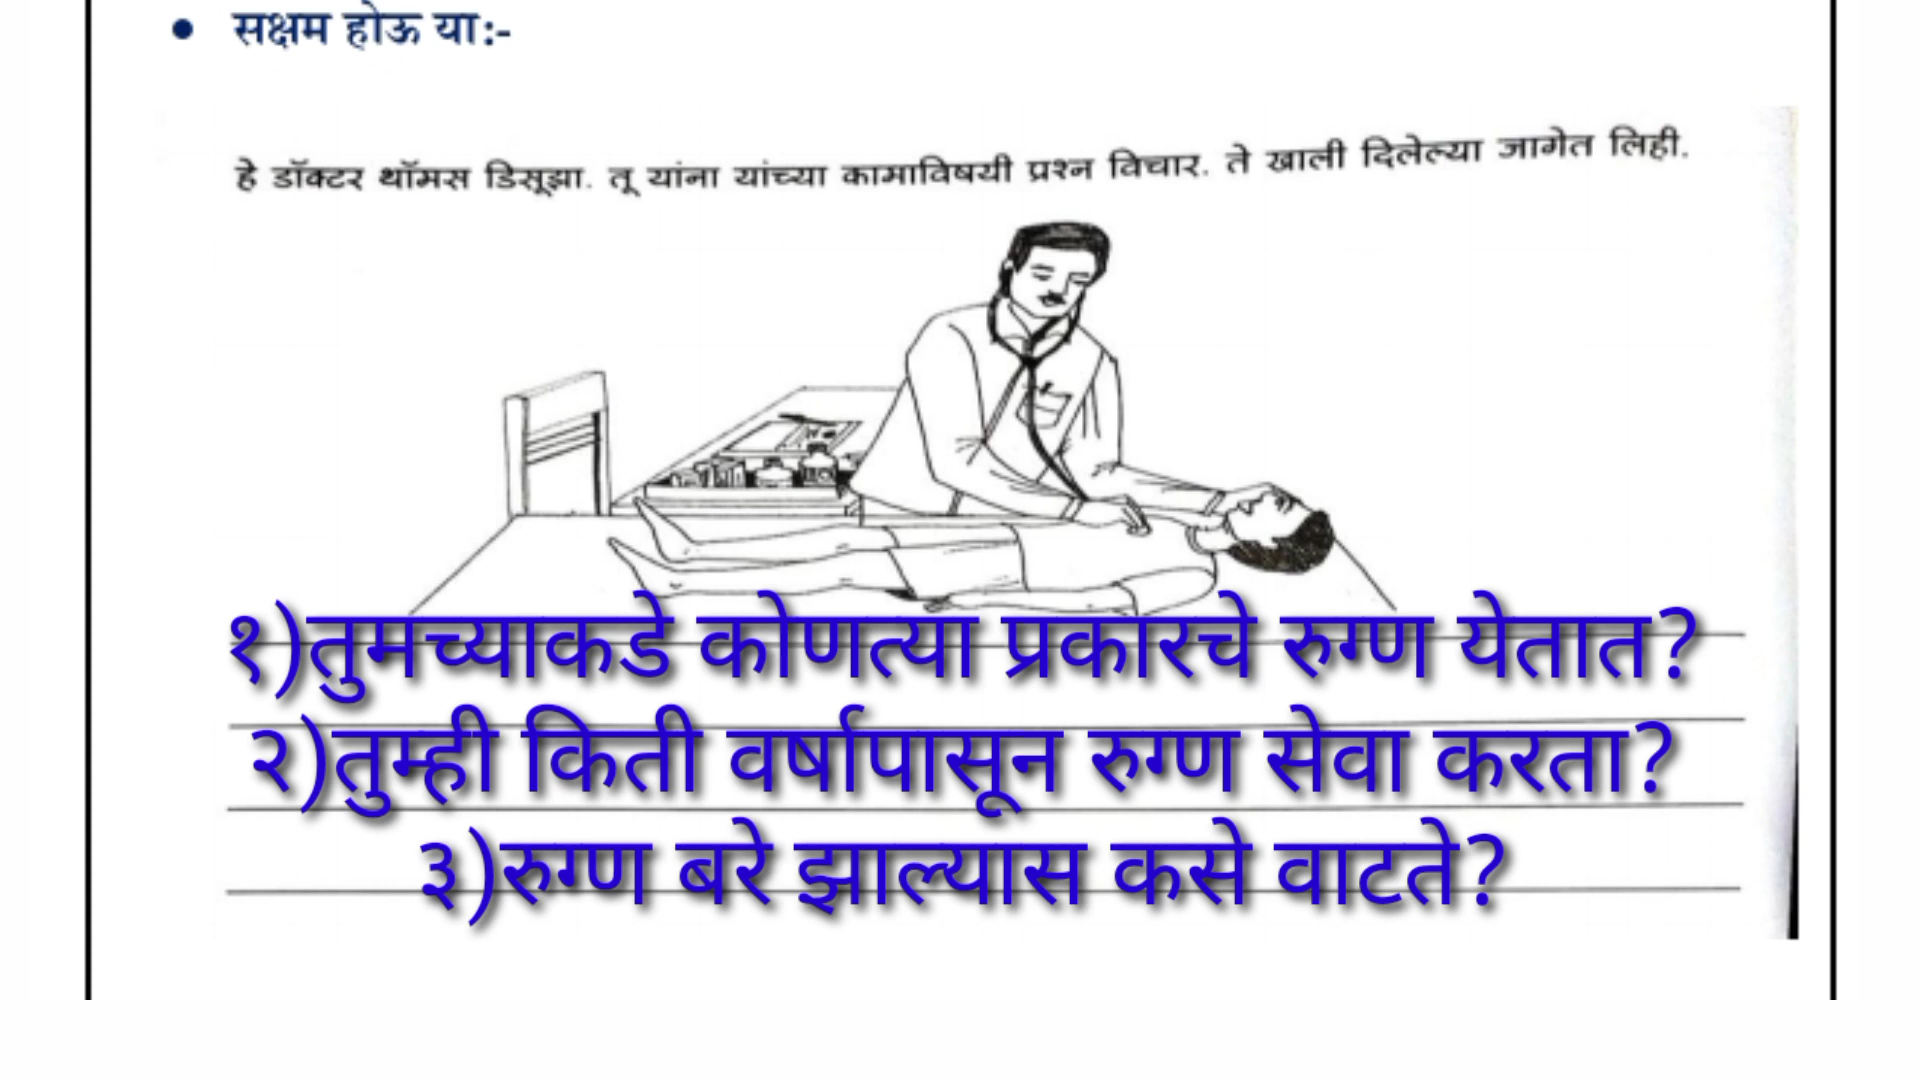 • सक्षम होऊ या:-
हे डॉक्टर थॉमस डिसूझा. तू यांना यांच्या कामाविषयी प्रश्न विचार. ते खाली दिलेल्या जागेत लिही.
१)तुमच्याकडे कोणत्या प्रकारचे रुग्ण येतात?
२)तुम्ही किती वर्षापासून रुग्ण सेवा करता?
३)रुग्ण बरे झाल्यास कसे वाटते?